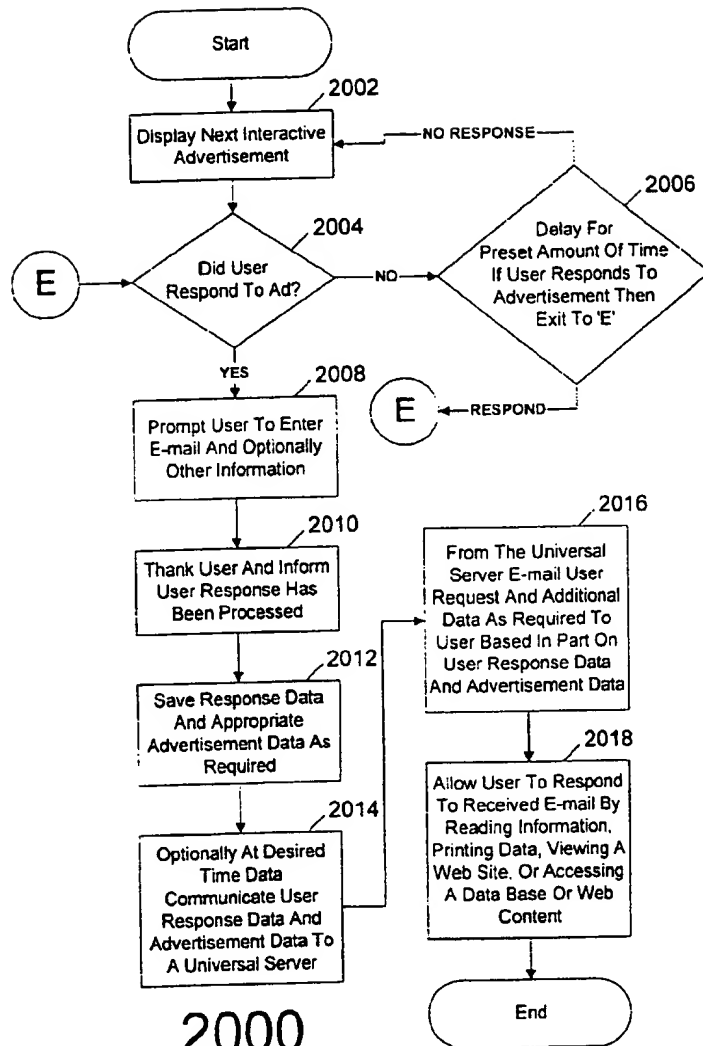 Start
2002
Display Next Interactive
Advertisement
NO RESPONSE
2004
2006
Did User
Respond To Ad?
E
NO
Delay For
Preset Amount Of Time
If User Responds To
Advertisement Then
Exit To 'E'
YES
E
RESPOND
2008
Prompt User To Enter
E-mail And Optionally
Other Information
2010
Thank User And Inform
User Response Has
Been Processed
2012
Save Response Data
And Appropriate
Advertisement Data As
Required
2014
Optionally At Desired
Time Data
Communicate User
Response Data And
Advertisement Data To
A Universal Server
2016
From The Universal
Server E-mail User
Request And Additional
Data As Required To
User Based In Part On
User Response Data
And Advertisement Data
2018
Allow User To Respond
To Received E-mail By
Reading Information,
Printing Data, Viewing A
Web Site, Or Accessing
A Data Base Or Web
Content
End
2000